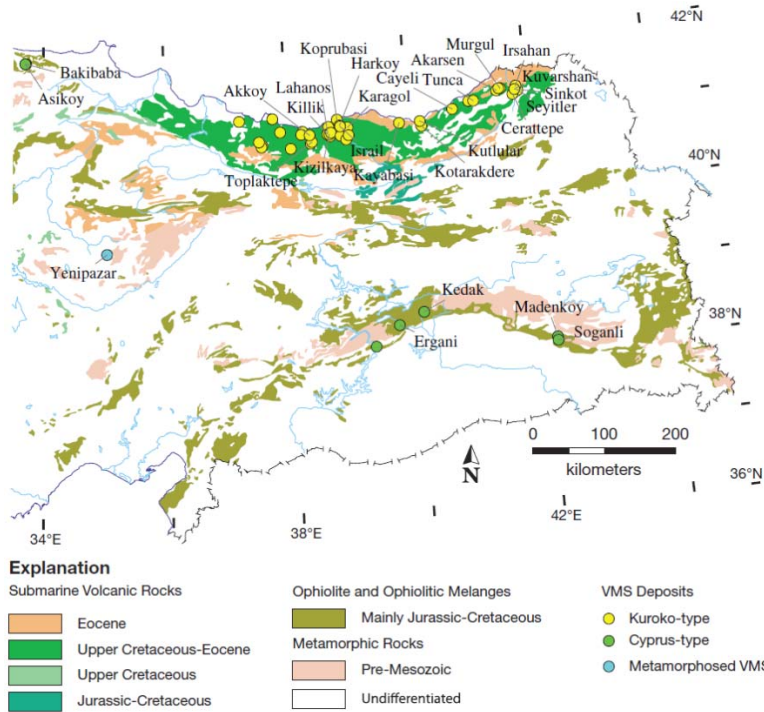 42°N
Murgul
Irsahan
Koprubasi
Akarsen
Harkoy
Cayeli
Tunca
Kuvarshan
Bakibaba
Lahanos
Karagol
Sinkot
Akkoy
Killik
Seyitler
Asikoy
Cerattepe
Israil
Kutlular
Kizilkaya
Kayabasi
Kotarakdere
40°N
Toplaktepe
Yenipazar
Kedak
Madenkoy
38°N
Ergani
Soganli
0 50 100 200
kilometers
N
36°N
34°E
38°E
42°E
Explanation
Submarine Volcanic Rocks
Eocene
Upper Cretaceous-Eocene
Upper Cretaceous
Jurassic-Cretaceous
Ophiolite and Ophiolitic Melanges
Mainly Jurassic-Cretaceous
Metamorphic Rocks
Pre-Mesozoic
Undifferentiated
VMS Deposits
Kuroko-type
Cyprus-type
Metamorphosed VMS